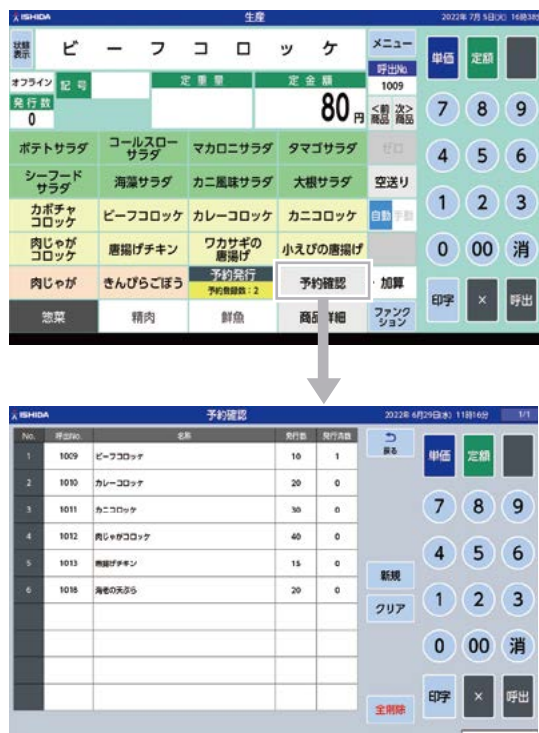 ISHIDA 生産 2022年 7月 5日(火) 16時38分
状態表示 ビーフコロッケ メニュー 単価 定額
オフライン 記号 定重量 定金額 呼出No. 1009
発行数 0 80円 <前商品 次>商品 7 8 9
ポテトサラダ コールスローサラダ マカロニサラダ タマゴサラダ ゼロ 4 5 6
シーフードサラダ 海藻サラダ カニ風味サラダ 大根サラダ 空送り
カボチャコロッケ ビーフコロッケ カレーコロッケ カニコロッケ 自動 手動 1 2 3
肉じゃがコロッケ 唐揚げチキン ワカサギの唐揚げ 小えびの唐揚げ 0 00 消
肉じゃが きんぴらごぼう 予約発行 予約登録数:2 予約確認 加算 印字 × 呼出
惣菜 精肉 鮮魚 商品詳細 ファンクション
ISHIDA 予約確認 2022年 6月29日(水) 11時16分 1/1
No. 呼出No. 名称 発行数 発行済数 戻る 単価 定額
1 1009 ビーフコロッケ 10 1
2 1010 カレーコロッケ 20 0
3 1011 カニコロッケ 30 0 7 8 9
4 1012 肉じゃがコロッケ 40 0
5 1013 唐揚げチキン 15 0 新規 4 5 6
6 1018 海老の天ぷら 20 0 クリア 1 2 3
0 00 消
全削除 印字 × 呼出